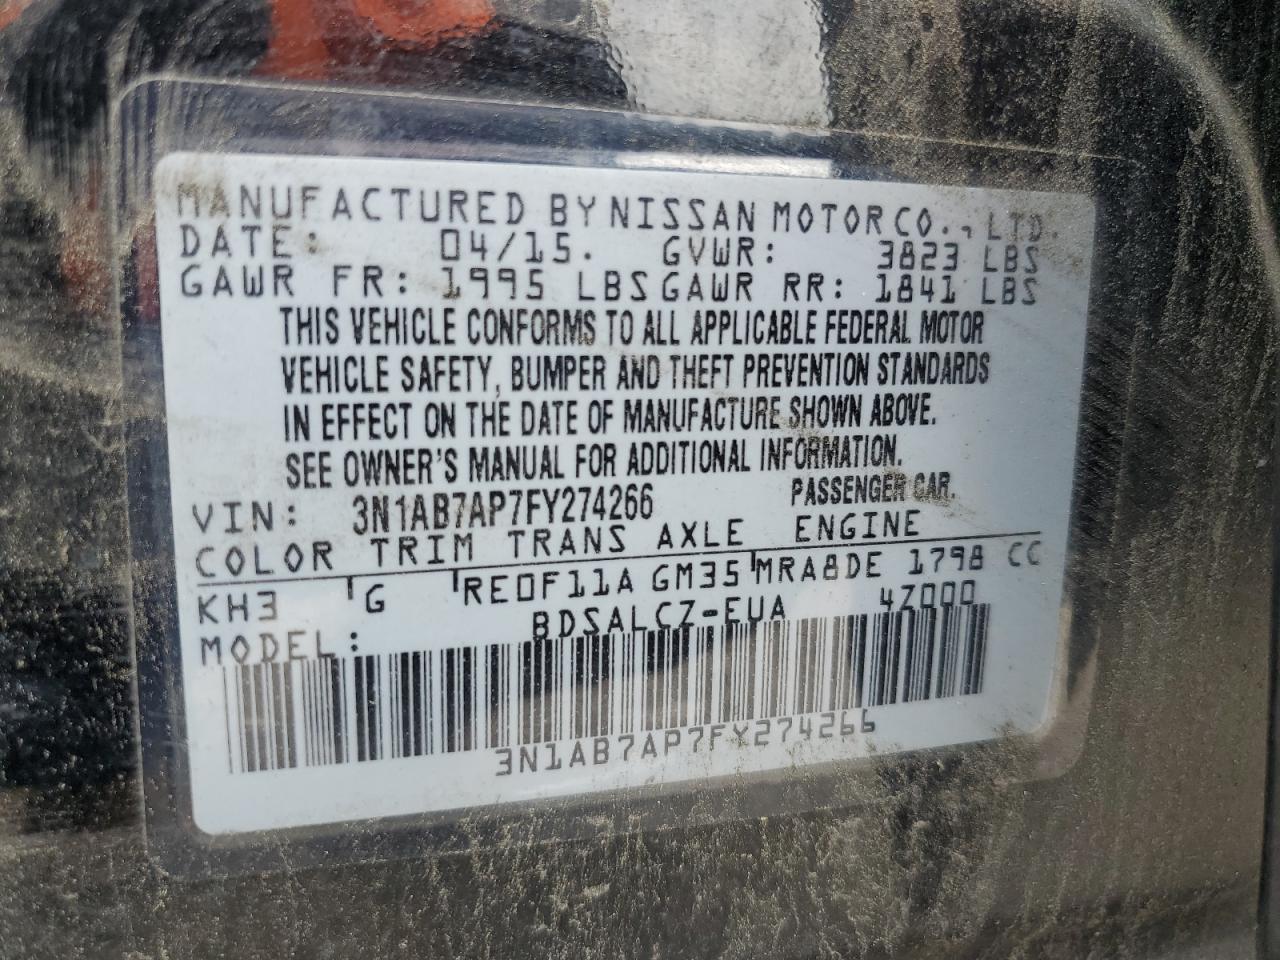 MANUFACTURED BY NISSAN MOTOR CO., LTD.
DATE: 04/15. GVWR: 3823 LBS
GAWR FR: 1995 LBS GAWR RR: 1841 LBS
THIS VEHICLE CONFORMS TO ALL APPLICABLE FEDERAL MOTOR
VEHICLE SAFETY, BUMPER AND THEFT PREVENTION STANDARDS
IN EFFECT ON THE DATE OF MANUFACTURE SHOWN ABOVE.
SEE OWNER'S MANUAL FOR ADDITIONAL INFORMATION.
VIN: 3N1AB7AP7FY274266 PASSENGER CAR.
COLOR TRIM TRANS AXLE ENGINE
KH3 G RE0F11A GM35 MRA8DE 1798 CC
MODEL: BDSALCZ-EUA 4Z000
3N1AB7AP7FY274266